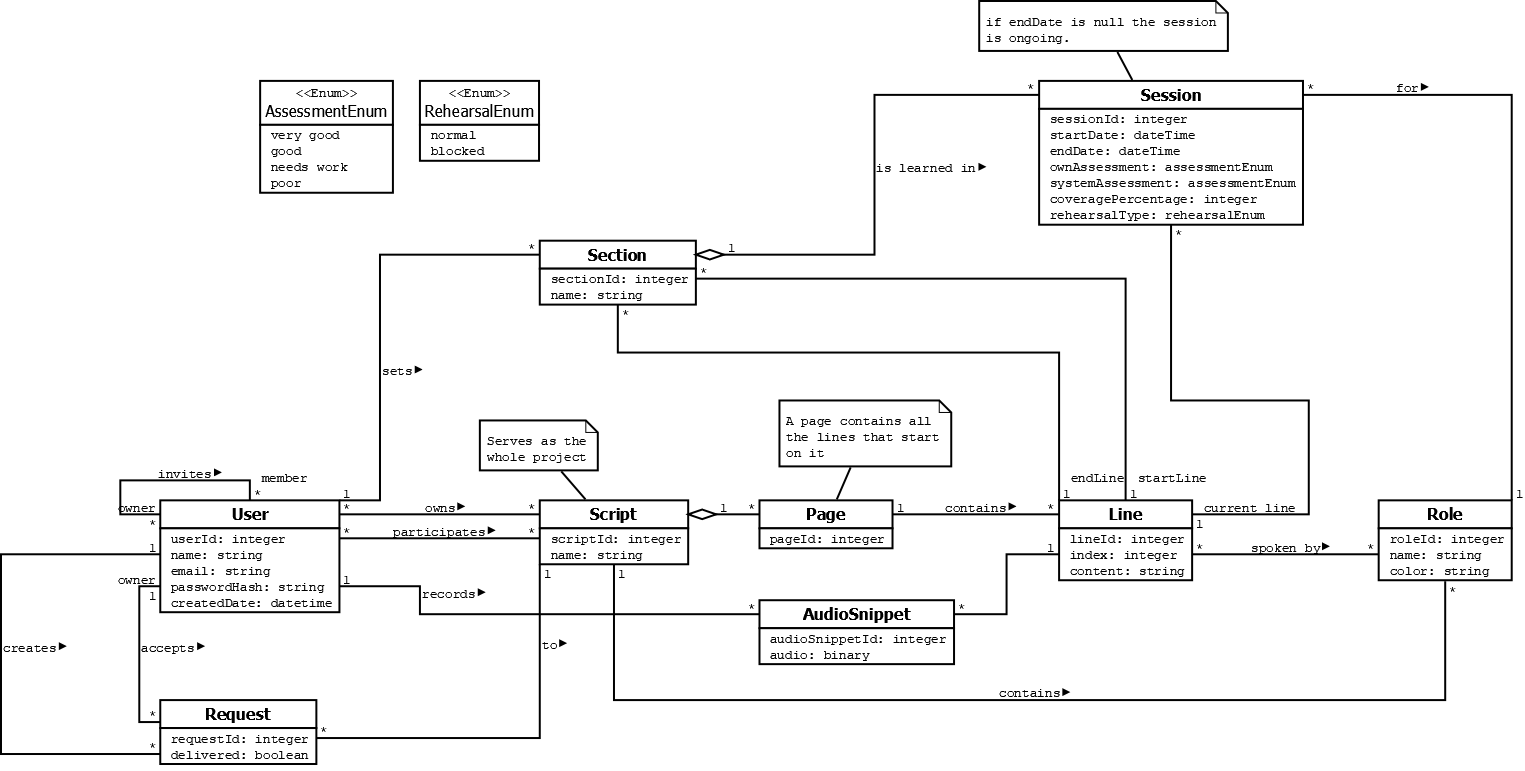 if endDate is null the session
is ongoing.
<<Enum>>
AssessmentEnum
very good
good
needs work
poor
<<Enum>>
RehearsalEnum
normal
blocked
*
Session
*
for
sessionId: integer
startDate: dateTime
endDate: dateTime
ownAssessment: assessmentEnum
systemAssessment: assessmentEnum
coveragePercentage: integer
rehearsalType: rehearsalEnum
is learned in
*
*
Section
1
sectionId: integer
name: string
*
*
sets
A page contains all
the lines that start
on it
Serves as the
whole project
invites
member
endLine
startLine
owner
*
*
1
1
1
1
User
userId: integer
name: string
email: string
passwordHash: string
createdDate: datetime
*
owns
*
*
participates
*
Script
scriptId: integer
name: string
1
*
Page
pageId: integer
1
contains
*
Line
lineId: integer
index: integer
content: string
current line
1
*
spoken by
*
Role
roleId: integer
name: string
color: string
1
owner
1
1
records
*
AudioSnippet
audioSnippetId: integer
audio: binary
*
1
1
1
*
creates
accepts
to
contains
*
*
Request
requestId: integer
delivered: boolean
*